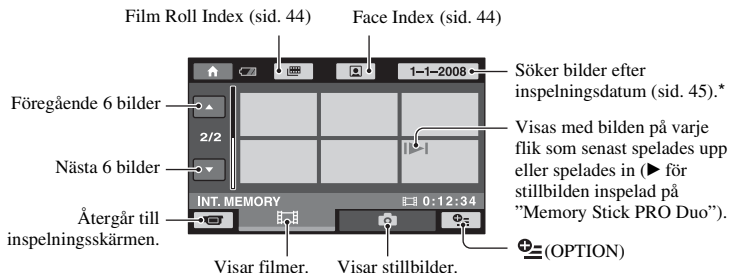 Film Roll Index (sid. 44)
Face Index (sid. 44)
1–1–2008
Söker bilder efter
inspelningsdatum (sid. 45).*
Föregående 6 bilder
2/2
Nästa 6 bilder
Visas med bilden på varje
flik som senast spelades upp
eller spelades in (▶ för
stillbilden inspelad på
”Memory Stick PRO Duo”).
INT. MEMORY
0:12:34
Återgår till
inspelningsskärmen.
(OPTION)
Visar filmer.
Visar stillbilder.